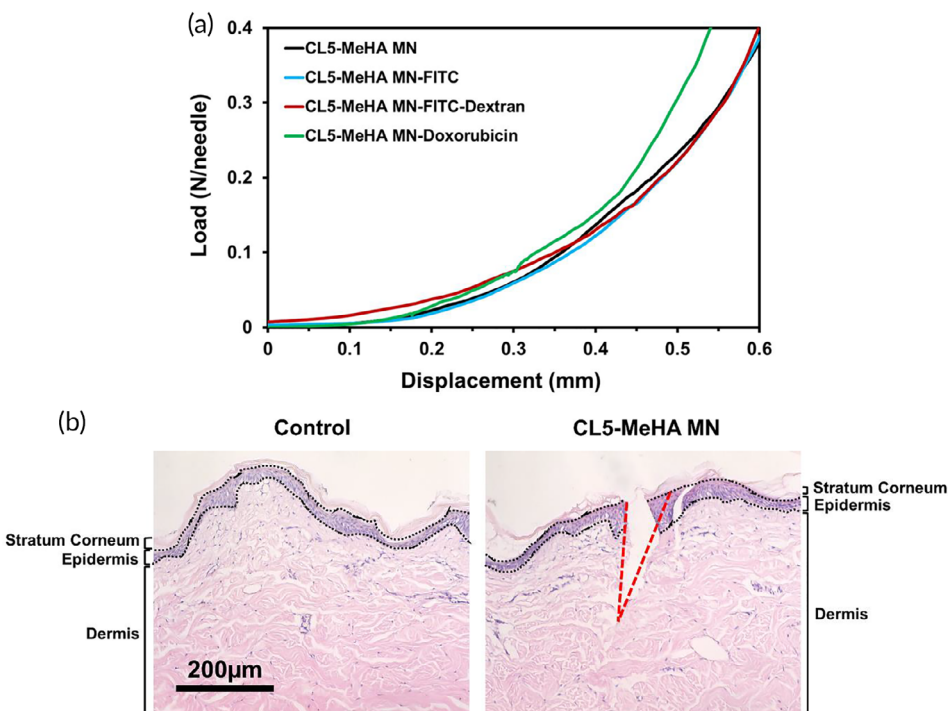 (a)
0.4
0.3
0.2
0.1
0
Load (N/needle)
CL5-MeHA MN
CL5-MeHA MN-FITC
CL5-MeHA MN-FITC-Dextran
CL5-MeHA MN-Doxorubicin
0 0.1 0.2 0.3 0.4 0.5 0.6
Displacement (mm)
(b)
Control
CL5-MeHA MN
Stratum Corneum
Epidermis
Dermis
200μm
Stratum Corneum
Epidermis
Dermis